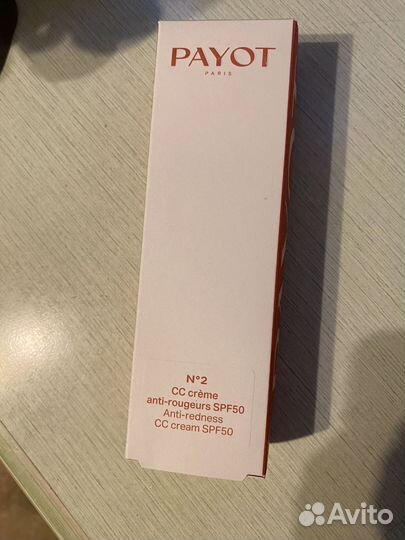 PAYOT
PARIS
N°2
CC crème
anti-rougeurs SPF50
Anti-redness
CC cream SPF50
Avito